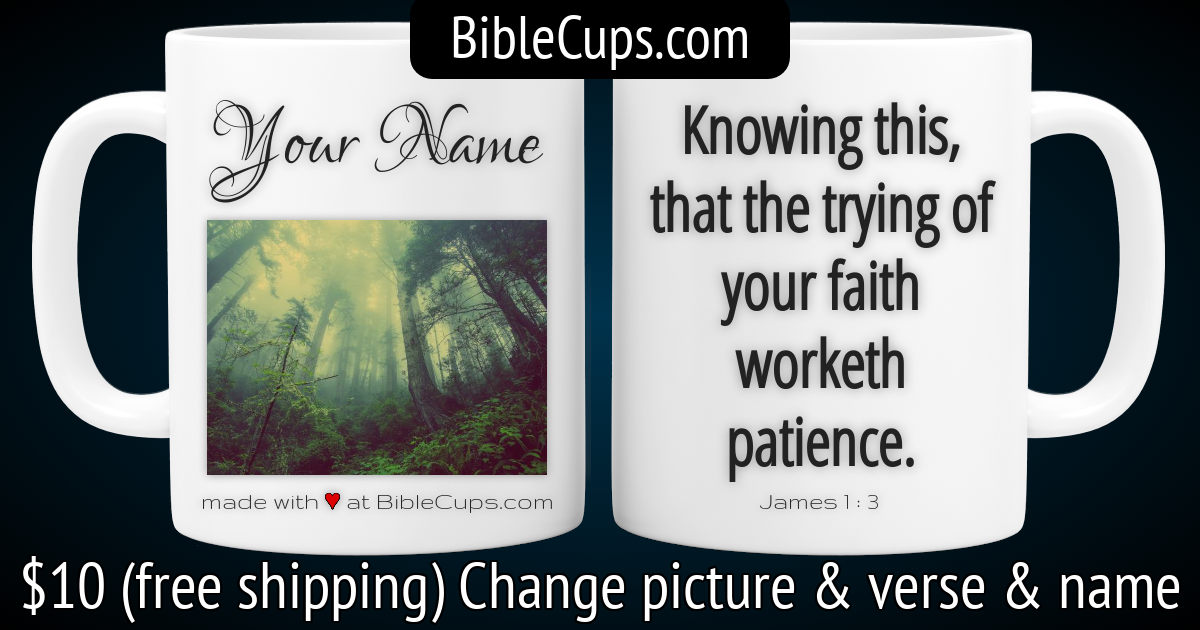 BibleCups.com
Your Name
made with ♥ at BibleCups.com
Knowing this,
that the trying of
your faith
worketh
patience.
James 1 : 3
$10 (free shipping) Change picture & verse & name